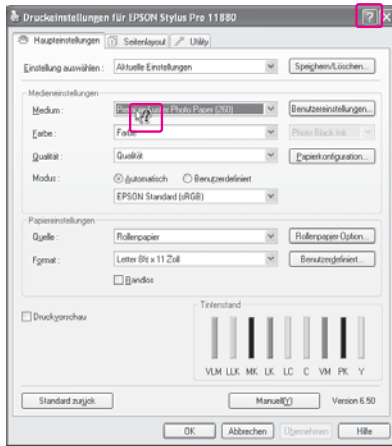 Druckeinstellungen für EPSON Stylus Pro 11880
Haupteinstellungen Seitenlayout Utility
Einstellung auswählen : Aktuelle Einstellungen Speichern/Löschen...
Medieneinstellungen
Medium : Photo Paper (260) Benutzereinstellungen...
Farbe : Farbe Photo Black Ink
Qualität : Qualität Papierkonfiguration...
Modus : Automatisch Benutzerdefiniert
EPSON Standard (sRGB)
Papiereinstellungen
Quelle : Rollenpapier Rollenpapier-Option...
Format : Letter 8½ x 11 Zoll Benutzerdefiniert...
Randlos
Druckvorschau
Tintenstand
VLM LLK MK LK LC C VM PK Y
Standard zurück Manuell(Y) Version 6.50
OK Abbrechen Übernehmen Hilfe